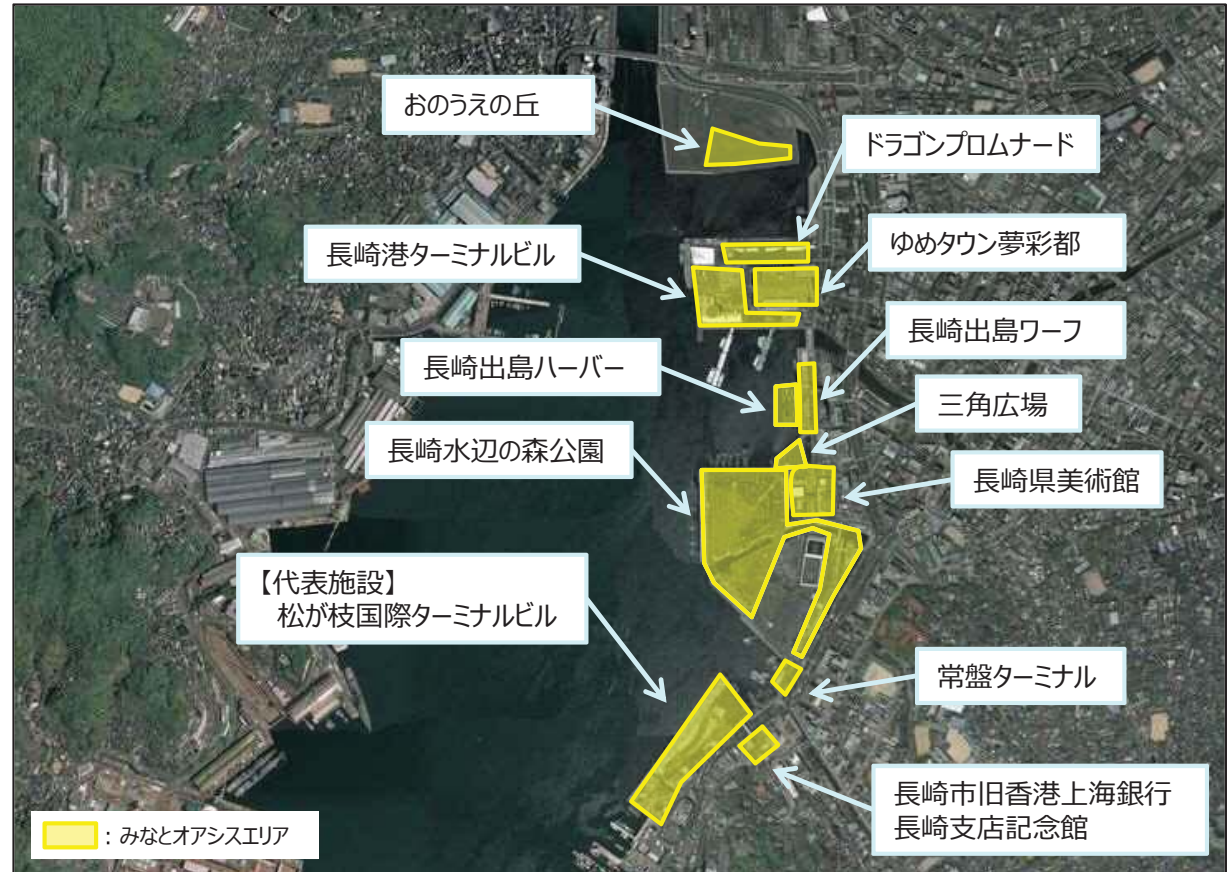 おのうえの丘
ドラゴンプロムナード
長崎港ターミナルビル
ゆめタウン夢彩都
長崎出島ワーフ
長崎出島ハーバー
三角広場
長崎水辺の森公園
長崎県美術館
【代表施設】
松が枝国際ターミナルビル
常盤ターミナル
長崎市旧香港上海銀行
長崎支店記念館
：みなとオアシスエリア